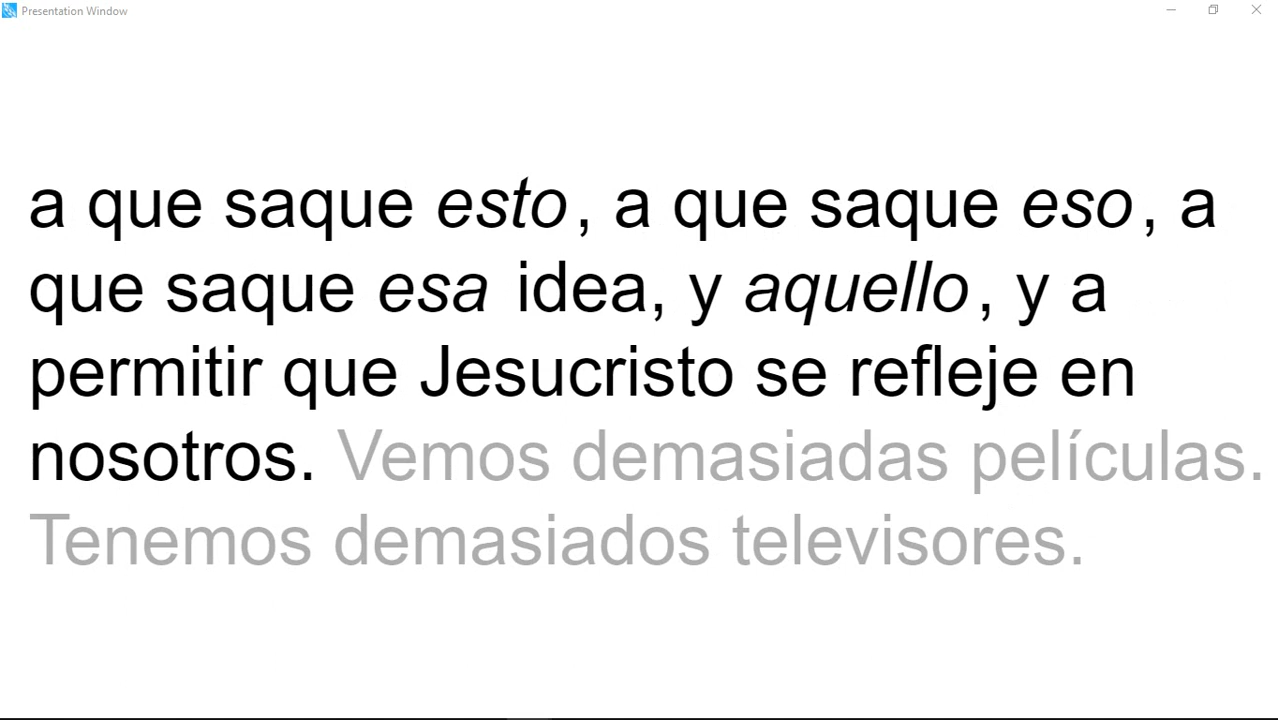 Presentation Window
a que saque esto, a que saque eso, a
que saque esa idea, y aquello, y a
permitir que Jesucristo se refleje en
nosotros. Vemos demasiadas películas.
Tenemos demasiados televisores.